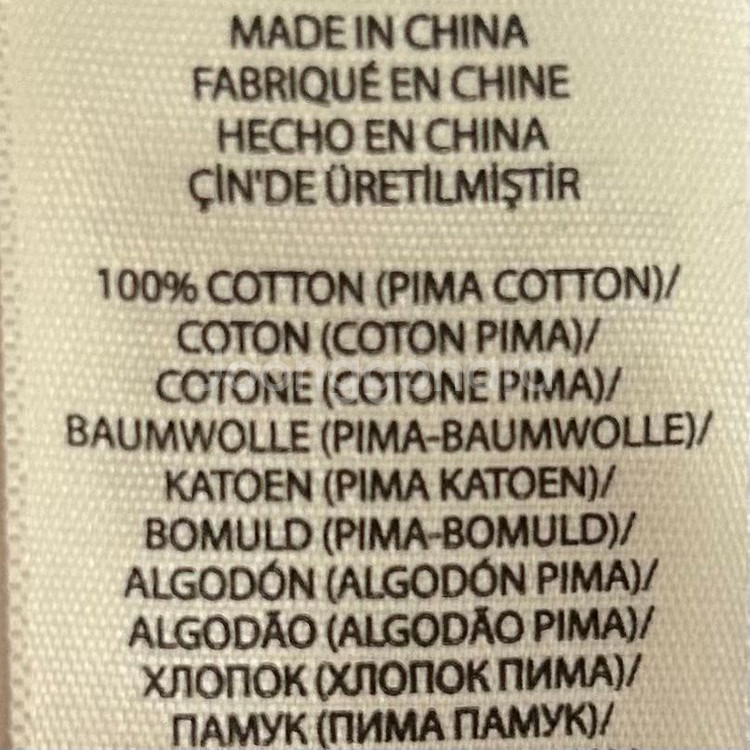 MADE IN CHINA
FABRIQUÉ EN CHINE
HECHO EN CHINA
ÇİN'DE ÜRETİLMİŞTİR
100% COTTON (PIMA COTTON)/
COTON (COTON PIMA)/
COTONE (COTONE PIMA)/
BAUMWOLLE (PIMA-BAUMWOLLE)/
KATOEN (PIMA KATOEN)/
BOMULD (PIMA-BOMULD)/
ALGODÓN (ALGODÓN PIMA)/
ALGODÃO (ALGODÃO PIMA)/
ХЛОПОК (ХЛОПОК ПИМА)/
ПАМУК (ПИМА ПАМУК)/